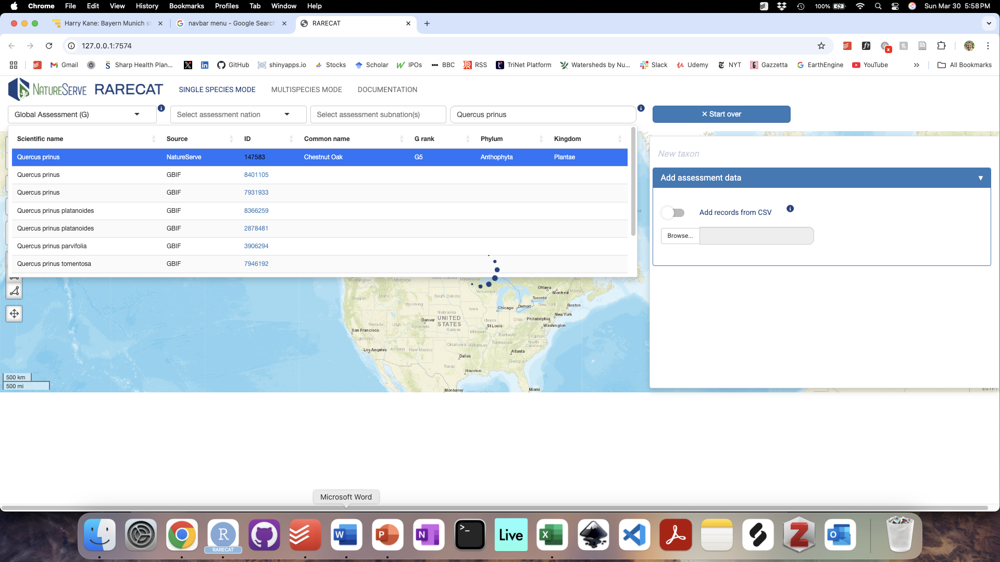 Chrome File Edit View History Bookmarks Profiles Tab Window Help 100% Sun Mar 30 5:58 PM
Harry Kane: Bayern Munich st navbar menu - Google Search RARECAT
127.0.0.1:7574
Gmail Sharp Health Plan... GitHub shinyapps.io Stocks Scholar IPOs BBC RSS TriNet Platform Watersheds by Nu... Slack Udemy NYT Gazzetta EarthEngine YouTube All Bookmarks
NATURESERVE RARECAT SINGLE SPECIES MODE MULTISPECIES MODE DOCUMENTATION
Global Assessment (G) Select assessment nation Select assessment subnation(s) Quercus prinus × Start over
Scientific name Source ID Common name G rank Phylum Kingdom
Quercus prinus NatureServe 147583 Chestnut Oak G5 Anthophyta Plantae
Quercus prinus GBIF 8401105
Quercus prinus GBIF 7931933
Quercus prinus platanoides GBIF 8366259
Quercus prinus platanoides GBIF 2878481
Quercus prinus parvifolia GBIF 3906294
Quercus prinus tomentosa GBIF 7946192
New taxon
Add assessment data
Add records from CSV
Browse...
Washington Montana North Dakota Minnesota
Ottawa
Montreal Maine
Oregon Idaho South Dakota Wisconsin
Toronto
Wyoming Detroit New York Boston
Iowa Chicago
Nebraska New York
Nevada Utah Denver UNITED STATES Illinois Ohio Philadelphia
Colorado Kansas St Louis Washington
San Francisco Missouri
California Kentucky Virginia
Oklahoma Arkansas Tennessee North Carolina
Los Angeles Arizona New Mexico
Atlanta
Dallas Georgia
Texas
Houston
Monterrey Miami
EGYPT
500 km
500 mi
Microsoft Word
R RARECAT W P N >_ Live X Z O